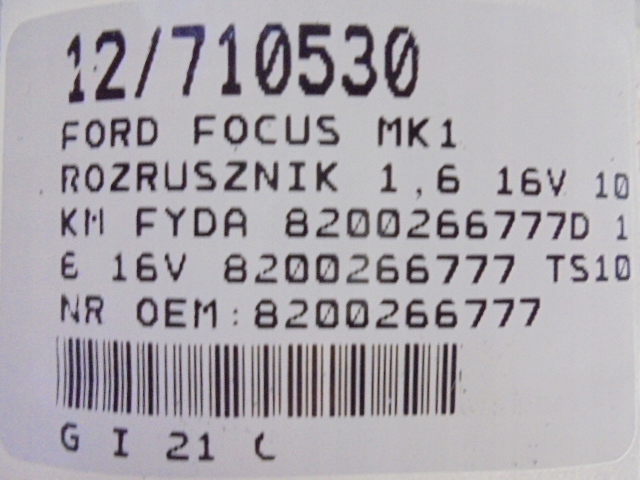 12/710530
FORD FOCUS MK1
ROZRUSZNIK 1,6 16V 10
KM FYDA 8200266777D 1
6 16V 8200266777 TS10
NR OEM:8200266777
G I 21 C